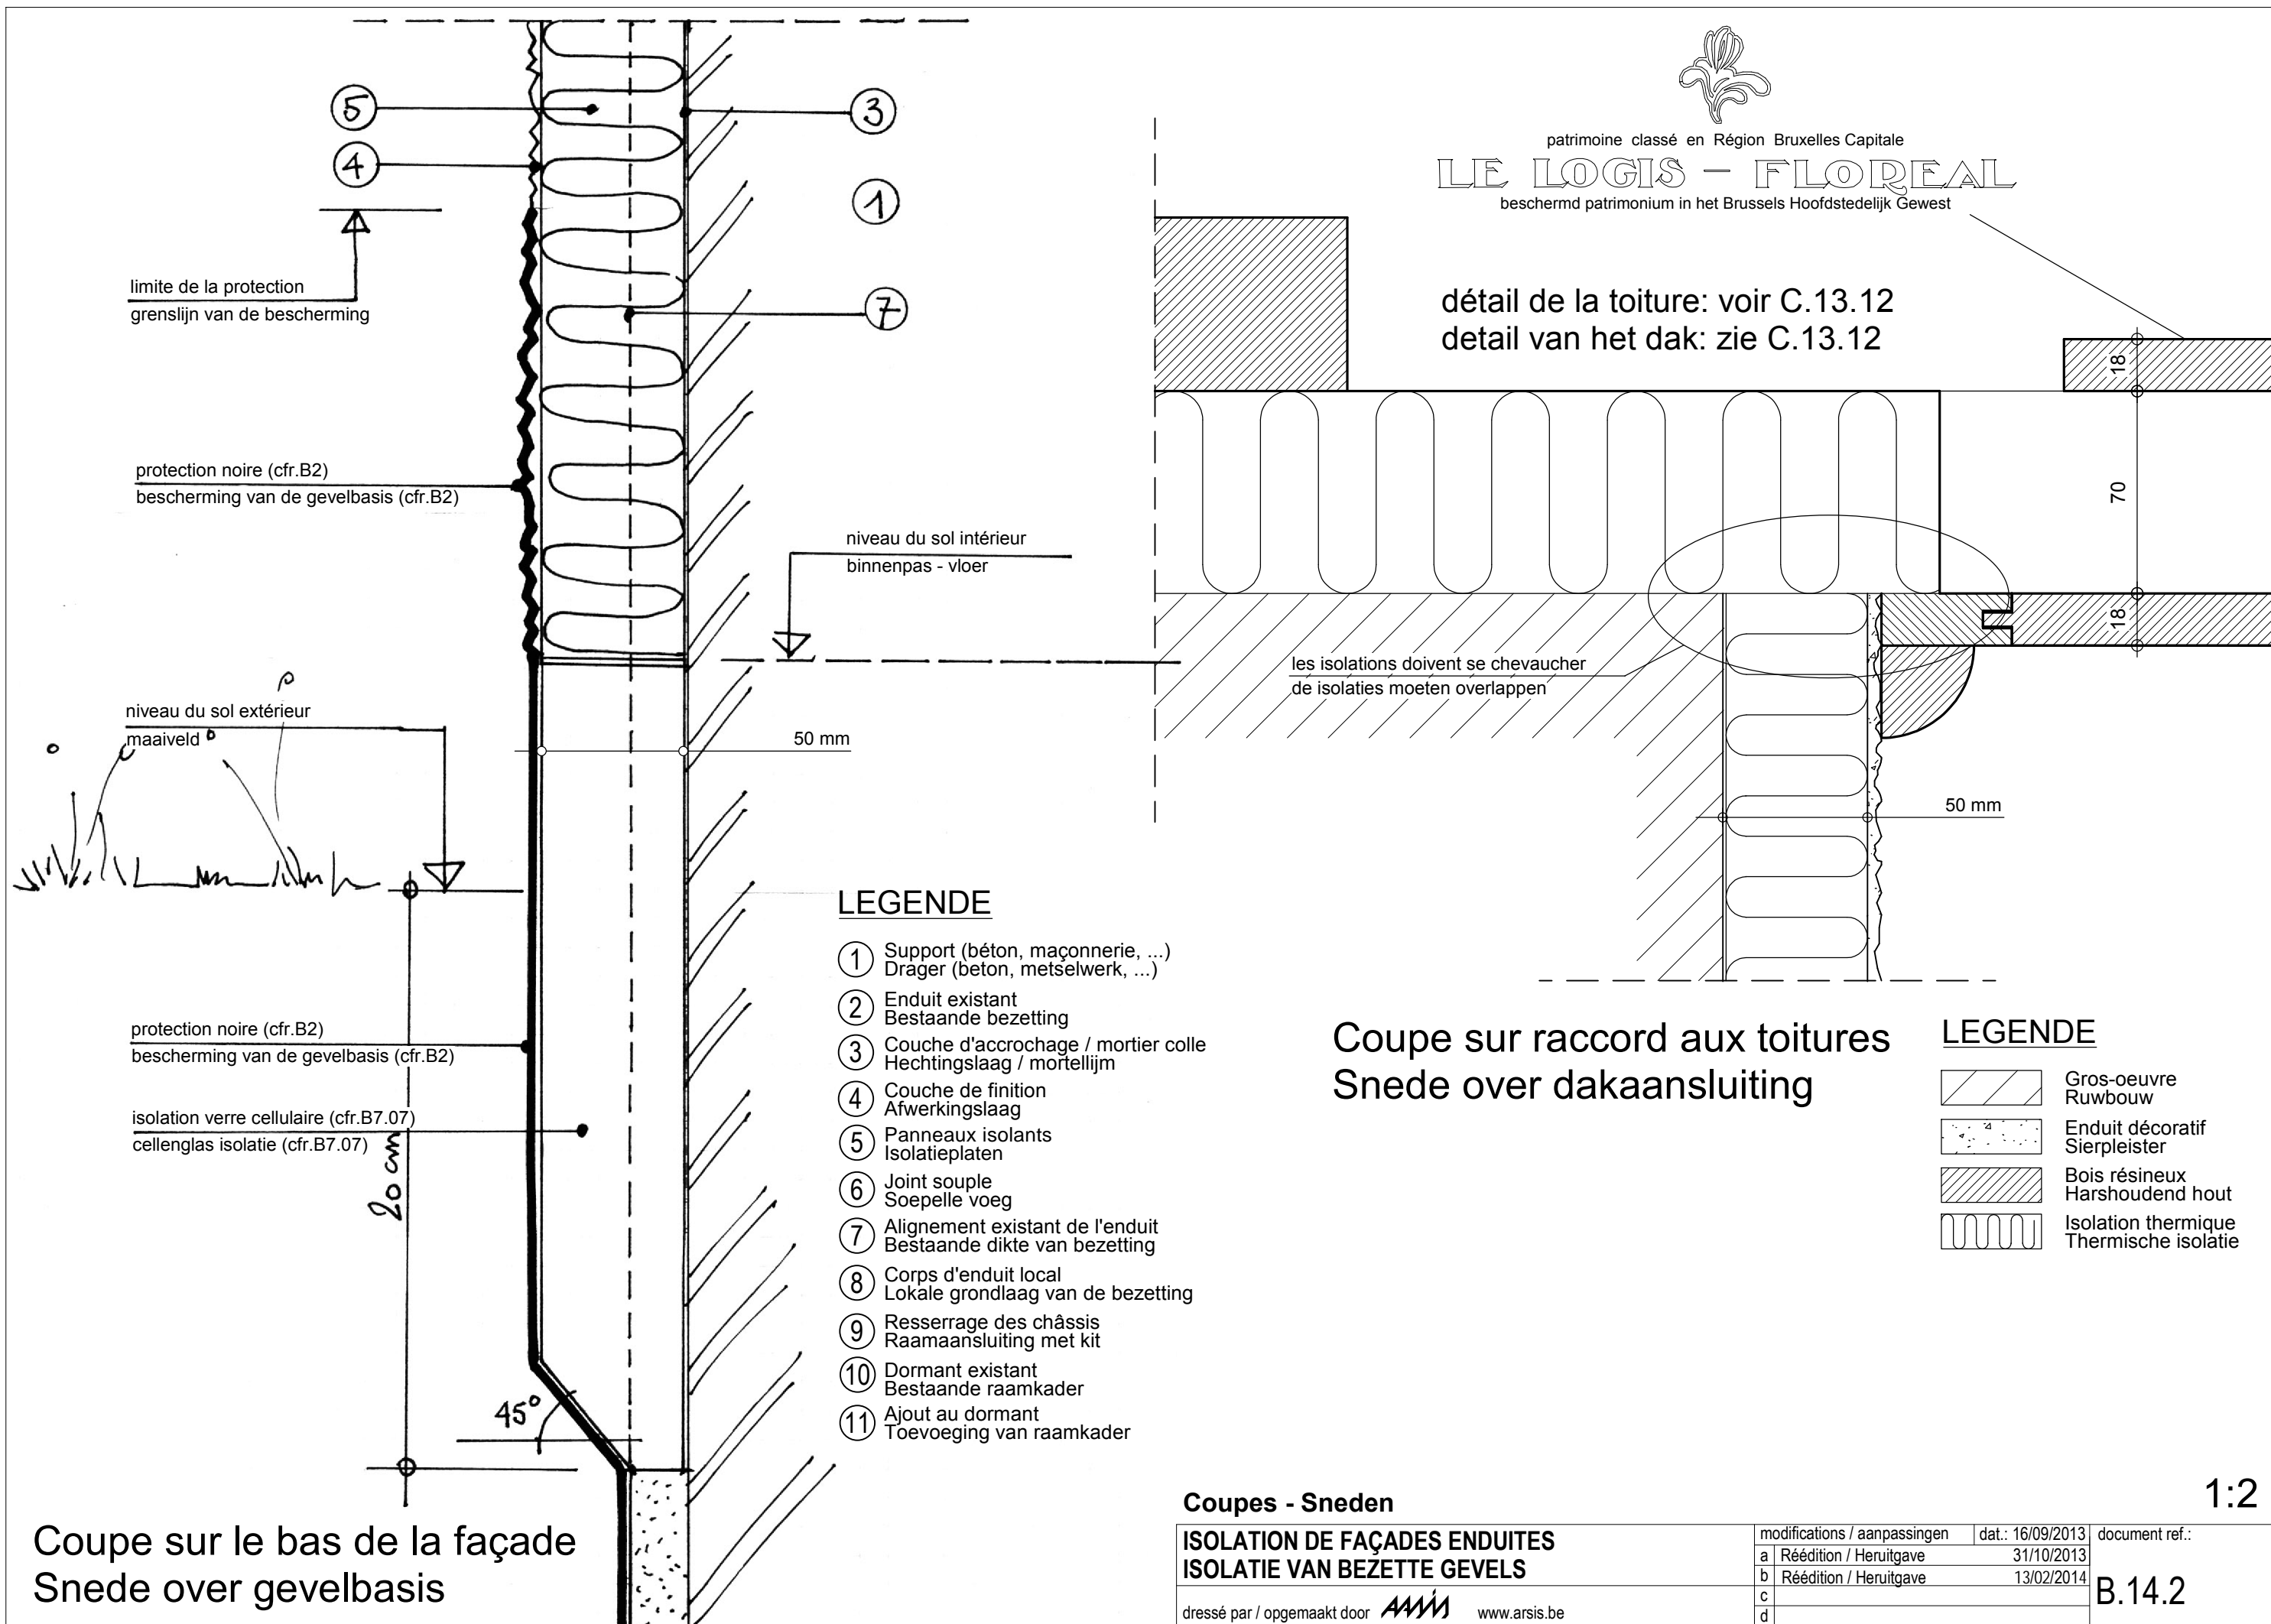 5
3
4
1
limite de la protection
grenslijn van de bescherming
7
protection noire (cfr.B2)
bescherming van de gevelbasis (cfr.B2)
niveau du sol intérieur
binnenpas - vloer
niveau du sol extérieur
maaiveld
50 mm
protection noire (cfr.B2)
bescherming van de gevelbasis (cfr.B2)
isolation verre cellulaire (cfr.B7.07)
cellenglas isolatie (cfr.B7.07)
20 cm
45°
Coupe sur le bas de la façade
Snede over gevelbasis
LEGENDE
1 Support (béton, maçonnerie, ...)
Drager (beton, metselwerk, ...)
2 Enduit existant
Bestaande bezetting
3 Couche d'accrochage / mortier colle
Hechtingslaag / mortellijm
4 Couche de finition
Afwerkingslaag
5 Panneaux isolants
Isolatieplaten
6 Joint souple
Soepelle voeg
7 Alignement existant de l'enduit
Bestaande dikte van bezetting
8 Corps d'enduit local
Lokale grondlaag van de bezetting
9 Resserrage des châssis
Raamaansluiting met kit
10 Dormant existant
Bestaande raamkader
11 Ajout au dormant
Toevoeging van raamkader
patrimoine classé en Région Bruxelles Capitale
LE LOGIS - FLOREAL
beschermd patrimonium in het Brussels Hoofdstedelijk Gewest
détail de la toiture: voir C.13.12
detail van het dak: zie C.13.12
18
70
18
les isolations doivent se chevaucher
de isolaties moeten overlappen
50 mm
Coupe sur raccord aux toitures
Snede over dakaansluiting
LEGENDE
Gros-oeuvre
Ruwbouw
Enduit décoratif
Sierpleister
Bois résineux
Harshoudend hout
Isolation thermique
Thermische isolatie
1:2
Coupes - Sneden
ISOLATION DE FAÇADES ENDUITES
ISOLATIE VAN BEZETTE GEVELS
dressé par / opgemaakt door www.arsis.be
modifications / aanpassingen dat.: 16/09/2013
a Réédition / Heruitgave 31/10/2013
b Réédition / Heruitgave 13/02/2014
c
d
document ref.:
B.14.2